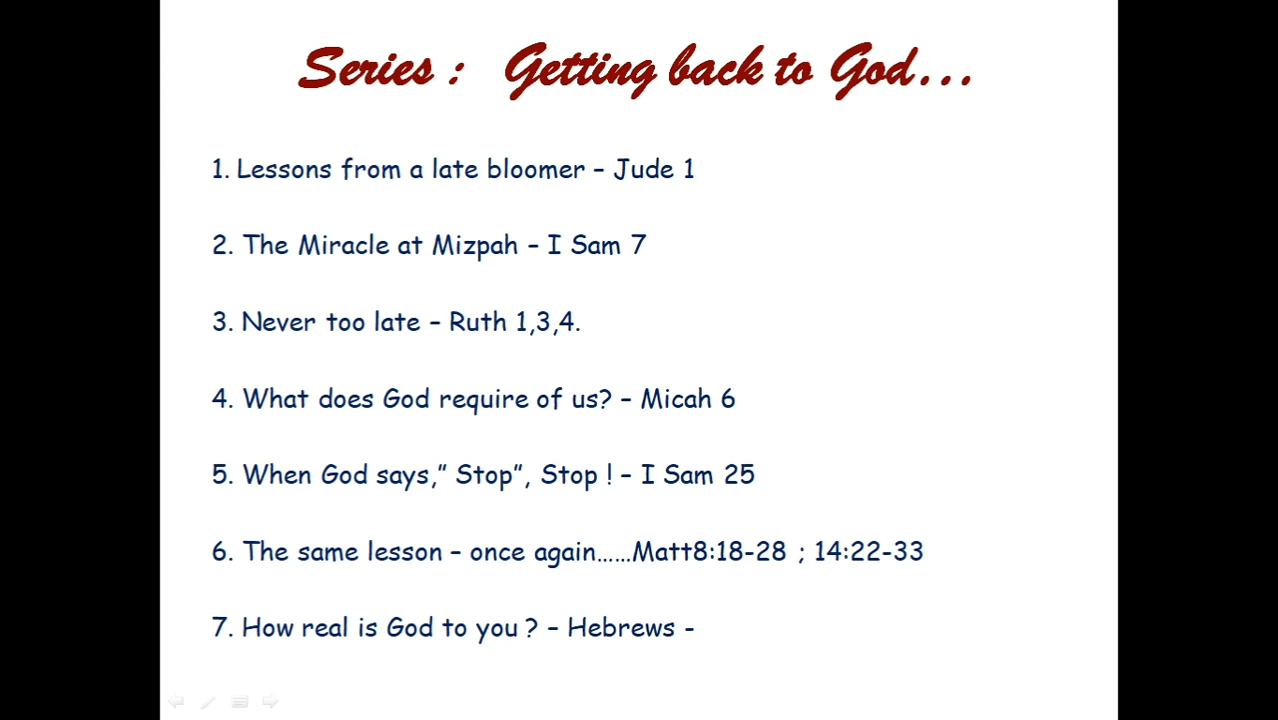 Series : Getting back to God...
1. Lessons from a late bloomer – Jude 1
2. The Miracle at Mizpah – I Sam 7
3. Never too late – Ruth 1,3,4.
4. What does God require of us? – Micah 6
5. When God says,” Stop”, Stop ! – I Sam 25
6. The same lesson – once again……Matt8:18-28 ; 14:22-33
7. How real is God to you ? – Hebrews -